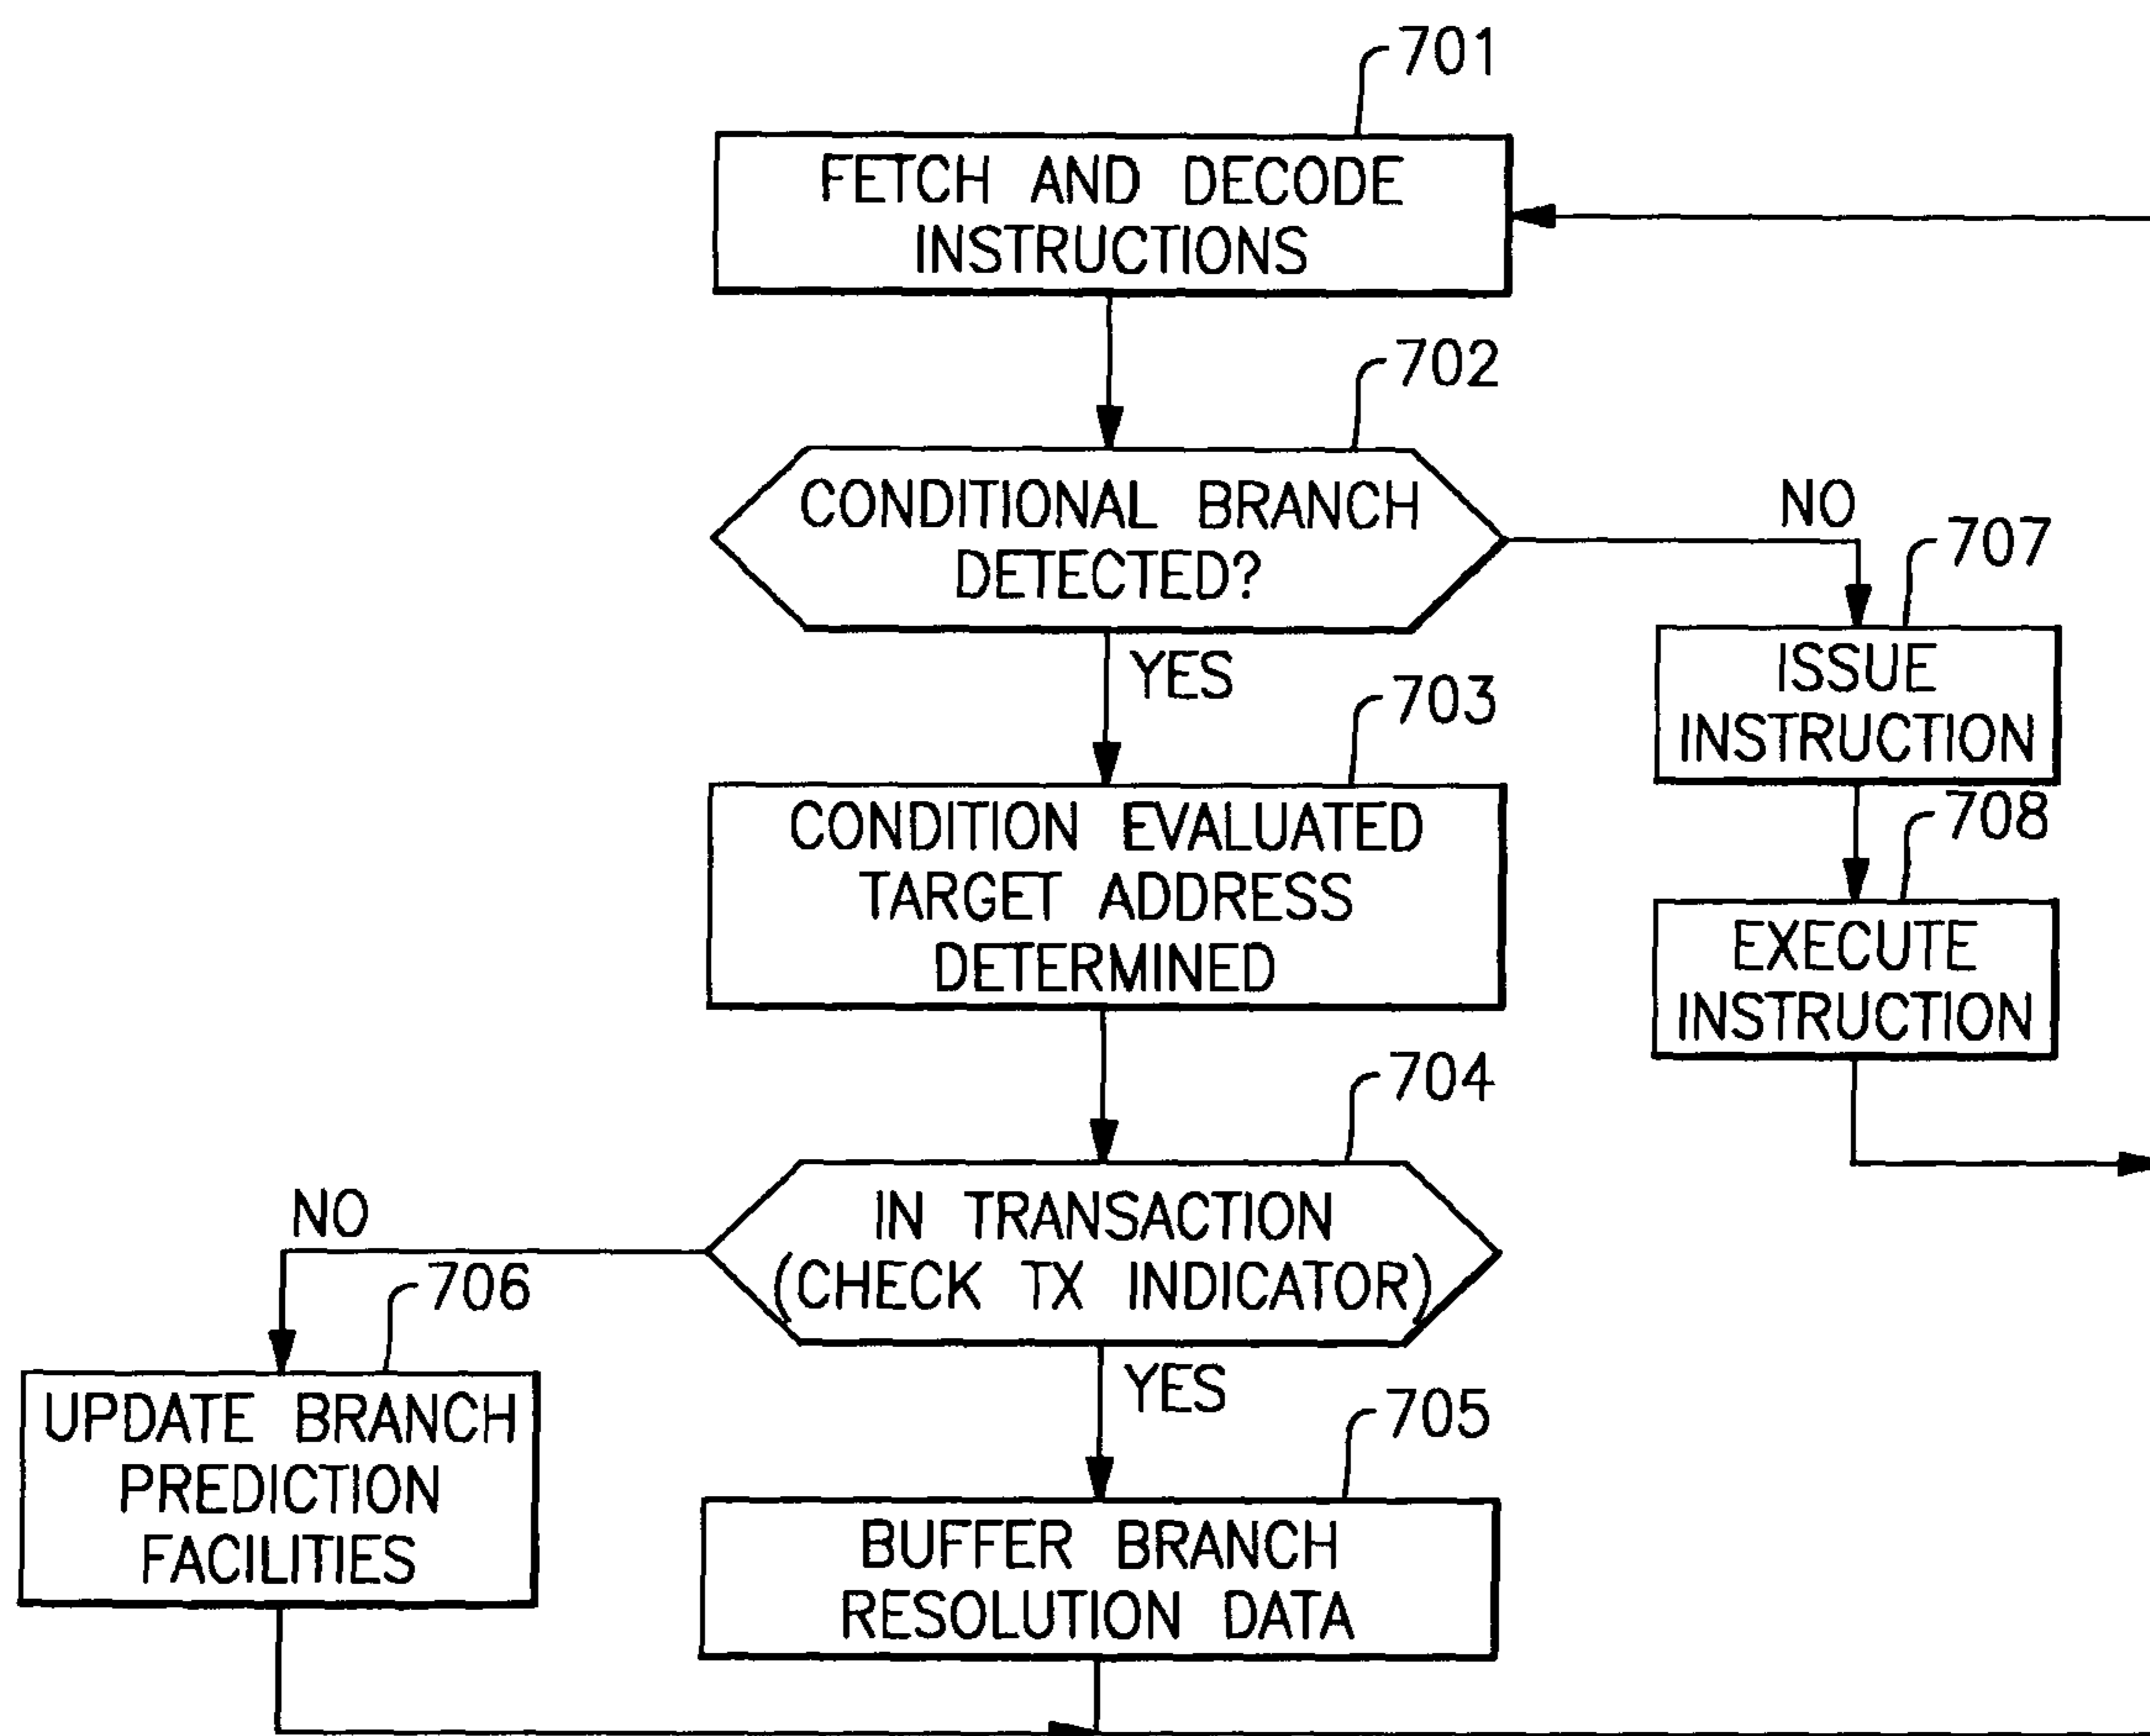 701
FETCH AND DECODE
INSTRUCTIONS
702
CONDITIONAL BRANCH
DETECTED?
NO
707
ISSUE
INSTRUCTION
YES
703
CONDITION EVALUATED
TARGET ADDRESS
DETERMINED
708
EXECUTE
INSTRUCTION
704
IN TRANSACTION
(CHECK TX INDICATOR)
NO
706
UPDATE BRANCH
PREDICTION
FACILITIES
YES
705
BUFFER BRANCH
RESOLUTION DATA